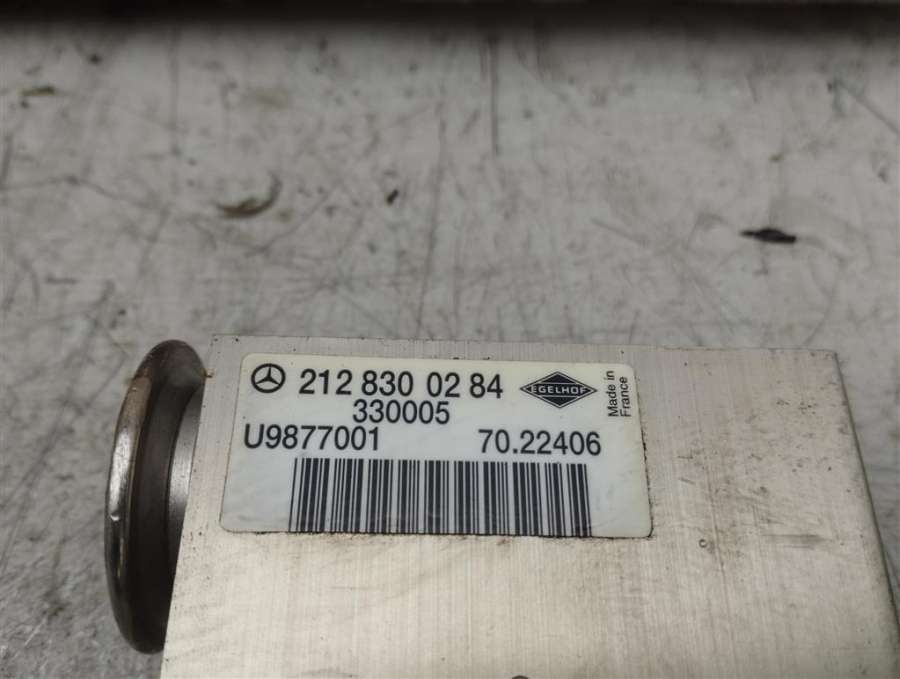 212 830 02 84
EGELHOF
Made in
France
330005
U9877001 70.22406